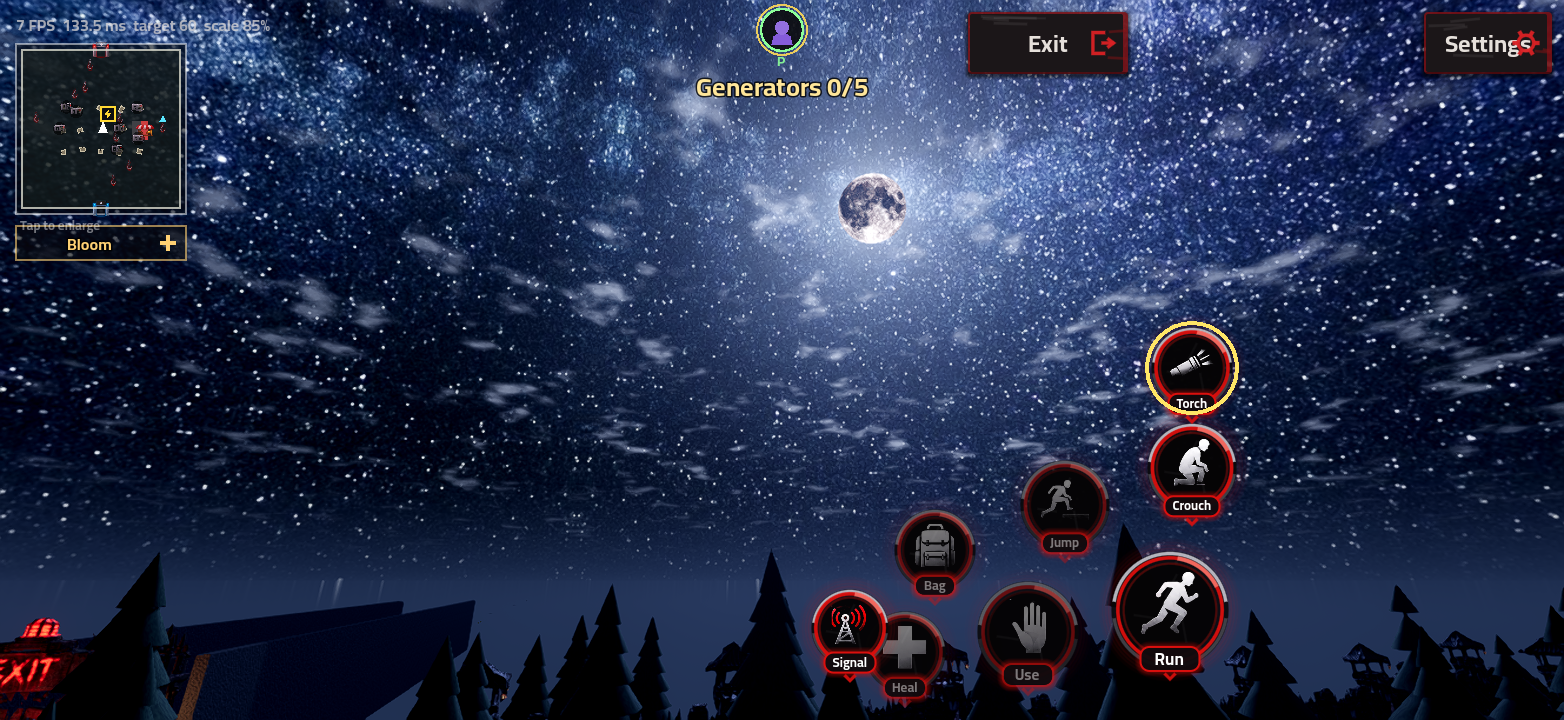 7 FPS 133.5 ms target 60 scale 85%
P
Exit
Settings
Generators 0/5
Tap to enlarge
Bloom
Torch
Crouch
Jump
Bag
Signal
Heal
Use
Run
EXIT